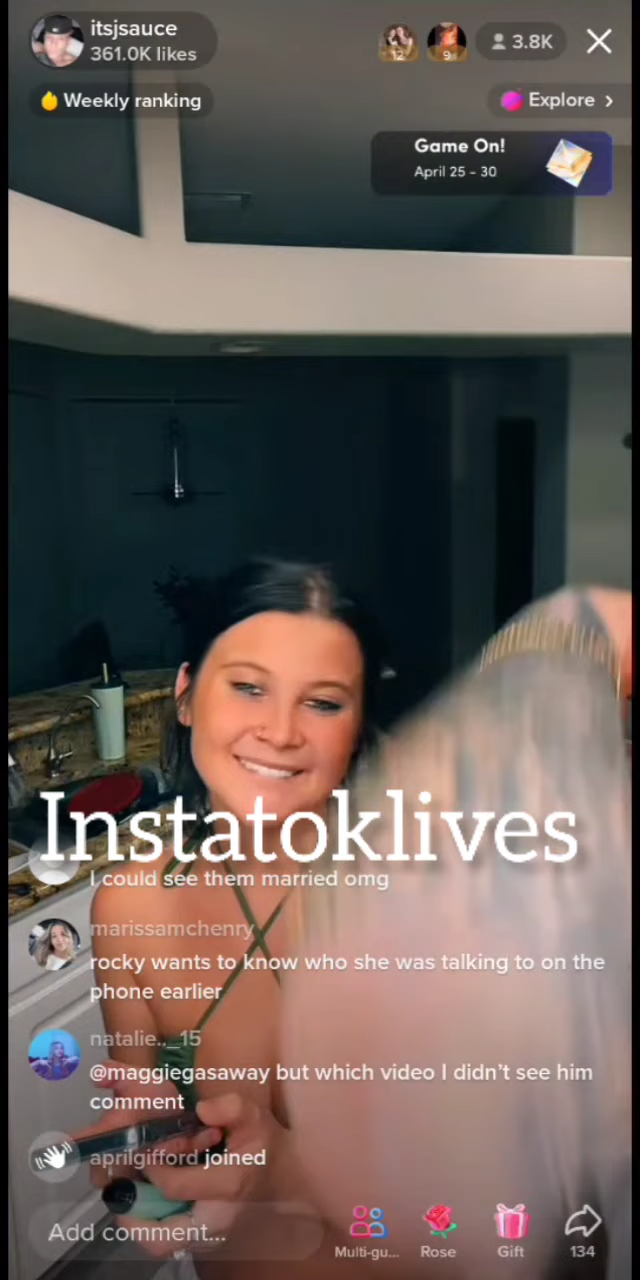 itsjsauce
361.0K likes
12
9
3.8K
Weekly ranking
Explore >
Game On!
April 25 - 30
Instatoklives
I could see them married omg
marissamchenry
rocky wants to know who she was talking to on the
phone earlier
natalie.._15
@maggiegasaway but which video I didn't see him
comment
aprilgifford joined
Add comment...
Multi-gu...
Rose
Gift
134